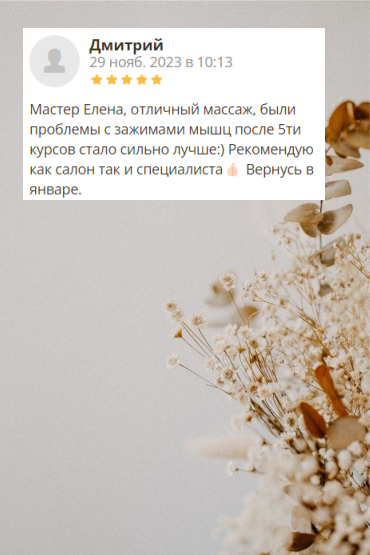 Дмитрий
29 нояб. 2023 в 10:13
Мастер Елена, отличный массаж, были
проблемы с зажимами мышц после 5ти
курсов стало сильно лучше:) Рекомендую
как салон так и специалиста👍🏻 Вернусь в
январе.